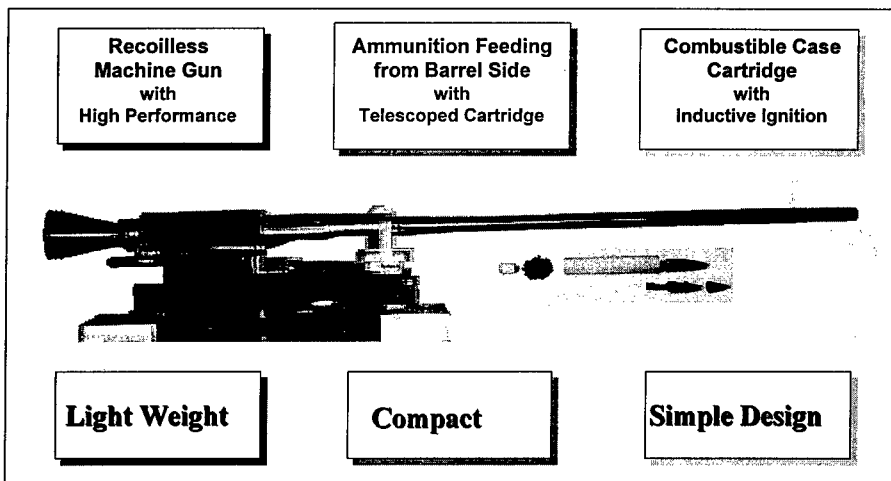 Recoilless
Machine Gun
with
High Performance
Ammunition Feeding
from Barrel Side
with
Telescoped Cartridge
Combustible Case
Cartridge
with
Inductive Ignition
Light Weight
Compact
Simple Design